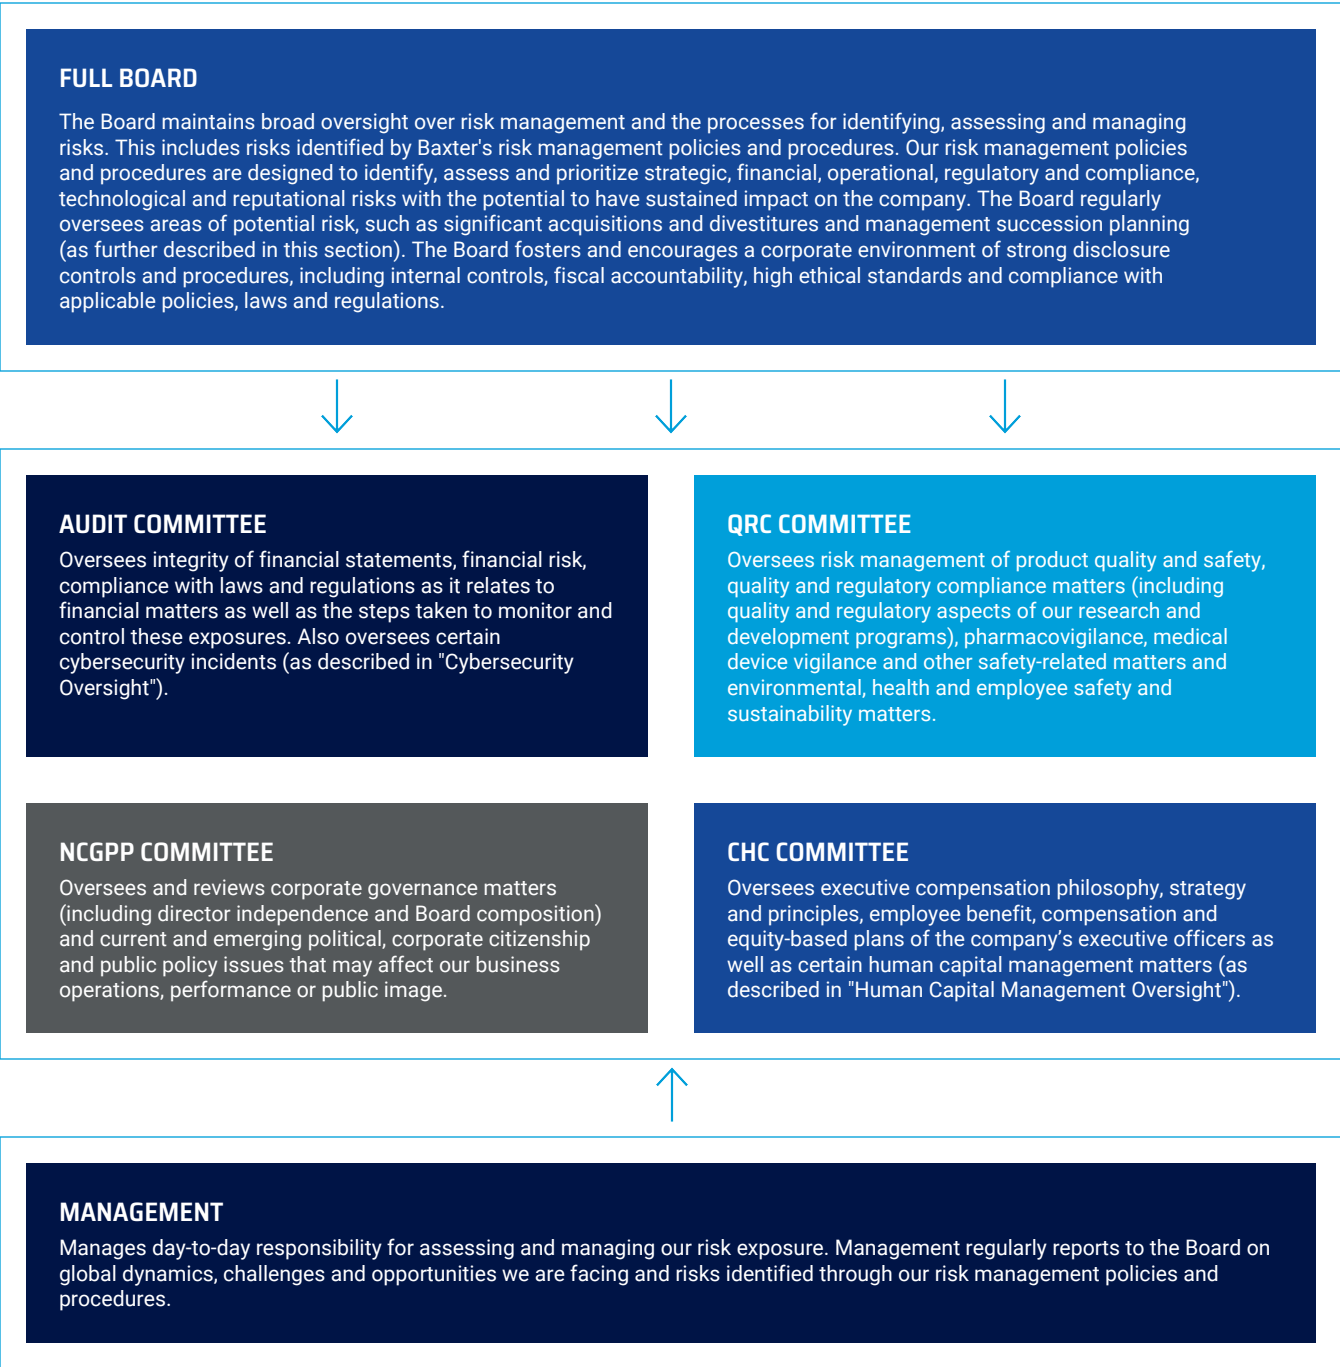 FULL BOARD
The Board maintains broad oversight over risk management and the processes for identifying, assessing and managing
risks. This includes risks identified by Baxter's risk management policies and procedures. Our risk management policies
and procedures are designed to identify, assess and prioritize strategic, financial, operational, regulatory and compliance,
technological and reputational risks with the potential to have sustained impact on the company. The Board regularly
oversees areas of potential risk, such as significant acquisitions and divestitures and management succession planning
(as further described in this section). The Board fosters and encourages a corporate environment of strong disclosure
controls and procedures, including internal controls, fiscal accountability, high ethical standards and compliance with
applicable policies, laws and regulations.
AUDIT COMMITTEE
Oversees integrity of financial statements, financial risk,
compliance with laws and regulations as it relates to
financial matters as well as the steps taken to monitor and
control these exposures. Also oversees certain
cybersecurity incidents (as described in "Cybersecurity
Oversight").
QRC COMMITTEE
Oversees risk management of product quality and safety,
quality and regulatory compliance matters (including
quality and regulatory aspects of our research and
development programs), pharmacovigilance, medical
device vigilance and other safety-related matters and
environmental, health and employee safety and
sustainability matters.
NCGPP COMMITTEE
Oversees and reviews corporate governance matters
(including director independence and Board composition)
and current and emerging political, corporate citizenship
and public policy issues that may affect our business
operations, performance or public image.
CHC COMMITTEE
Oversees executive compensation philosophy, strategy
and principles, employee benefit, compensation and
equity-based plans of the company’s executive officers as
well as certain human capital management matters (as
described in "Human Capital Management Oversight").
MANAGEMENT
Manages day-to-day responsibility for assessing and managing our risk exposure. Management regularly reports to the Board on
global dynamics, challenges and opportunities we are facing and risks identified through our risk management policies and
procedures.